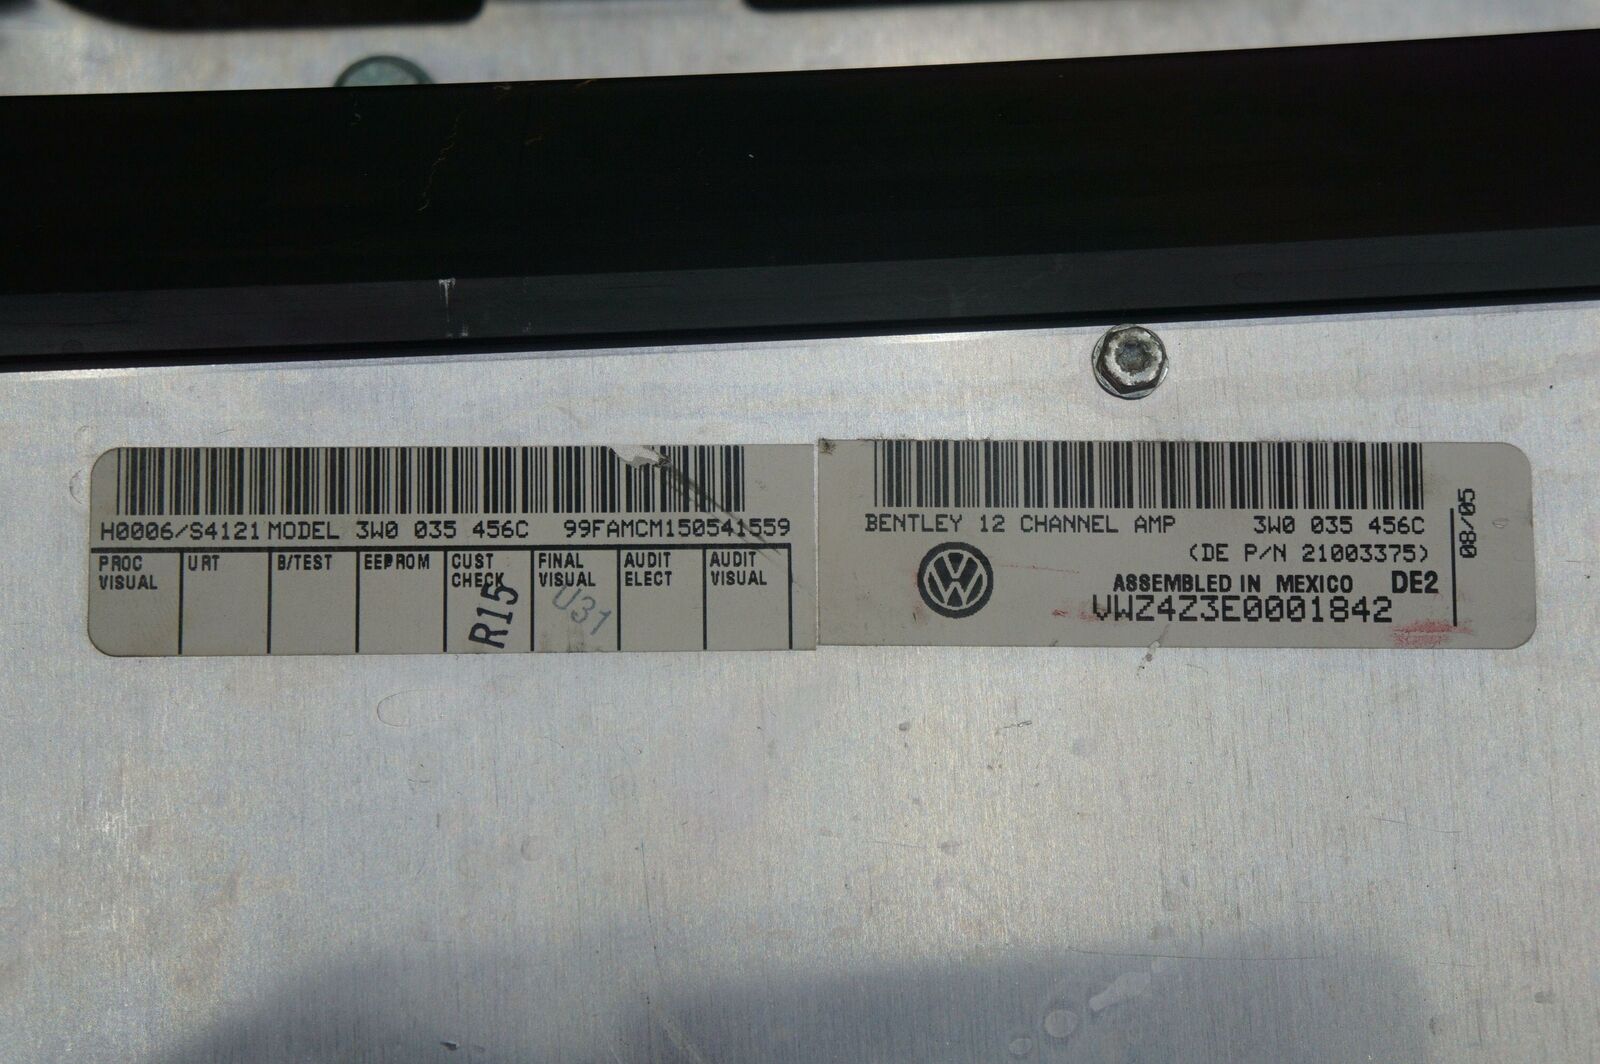 H0006/S4121 MODEL 3W0 035 456C 99FAMCM150541559
PROC VISUAL
URT
B/TEST
EEPROM
CUST CHECK
FINAL VISUAL
AUDIT ELECT
AUDIT VISUAL
R15
U31
BENTLEY 12 CHANNEL AMP 3W0 035 456C
(DE P/N 21003375)
ASSEMBLED IN MEXICO DE2
VWZ4Z3E0001842
08/05